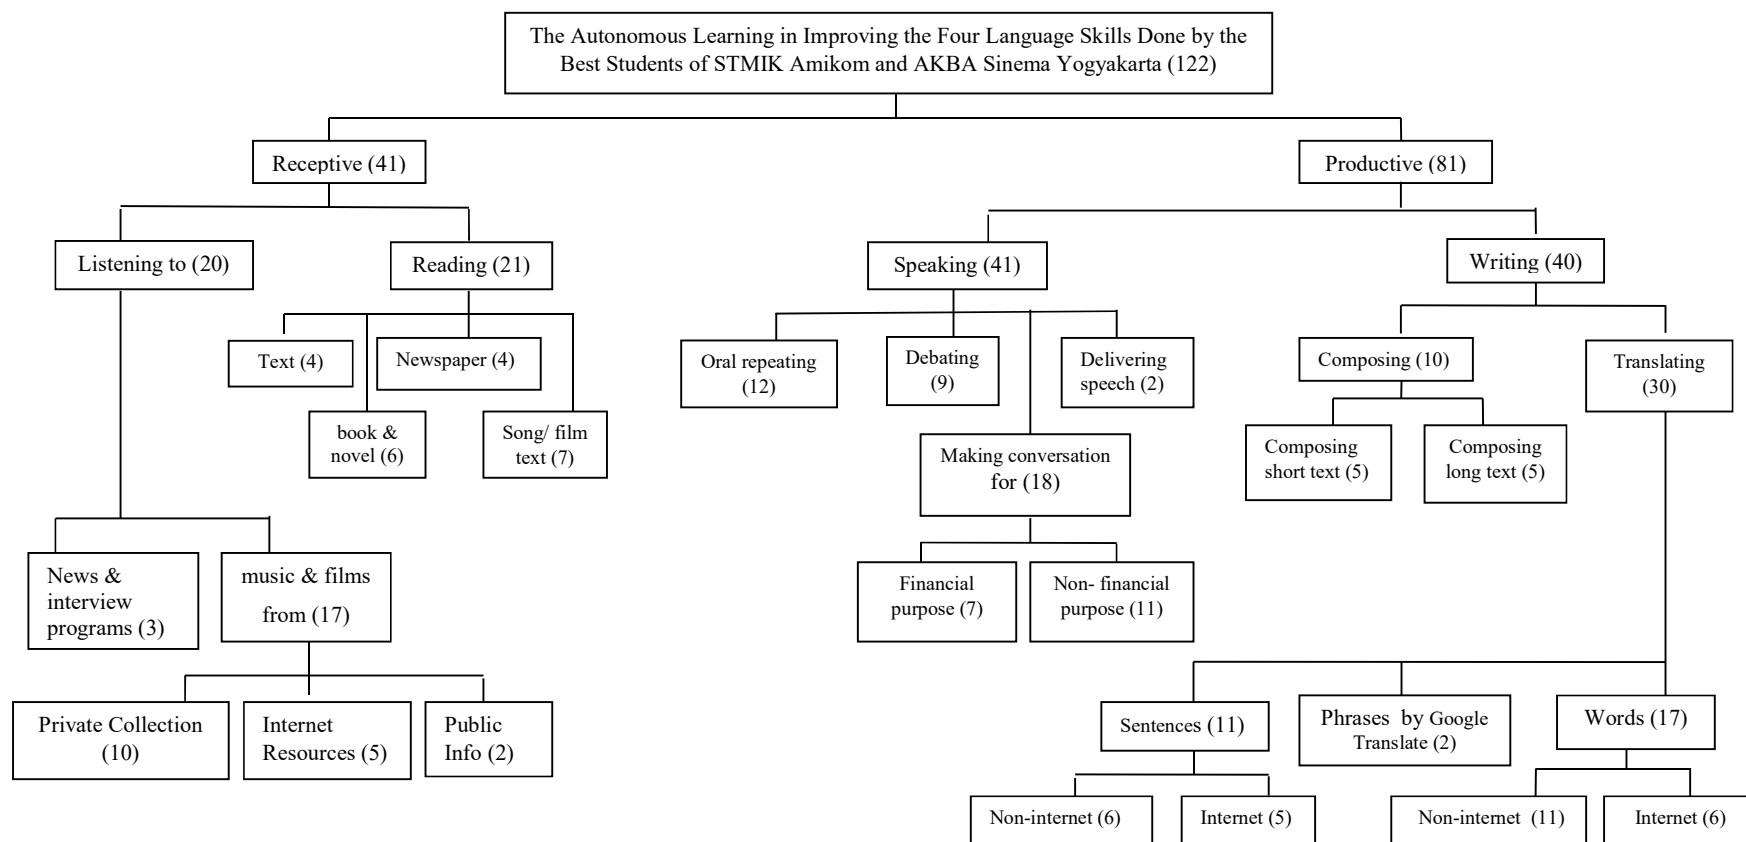 The Autonomous Learning in Improving the Four Language Skills Done by the
Best Students of STMIK Amikom and AKBA Sinema Yogyakarta (122)
Receptive (41)
Productive (81)
Listening to (20)
Reading (21)
Speaking (41)
Writing (40)
Text (4)
Newspaper (4)
book &
novel (6)
Song/ film
text (7)
Oral repeating
(12)
Debating
(9)
Delivering
speech (2)
Making conversation
for (18)
Composing (10)
Translating
(30)
Composing
short text (5)
Composing
long text (5)
News &
interview
programs (3)
music & films
from (17)
Financial
purpose (7)
Non- financial
purpose (11)
Private Collection
(10)
Internet
Resources (5)
Public
Info (2)
Sentences (11)
Phrases by Google
Translate (2)
Words (17)
Non-internet (6)
Internet (5)
Non-internet (11)
Internet (6)